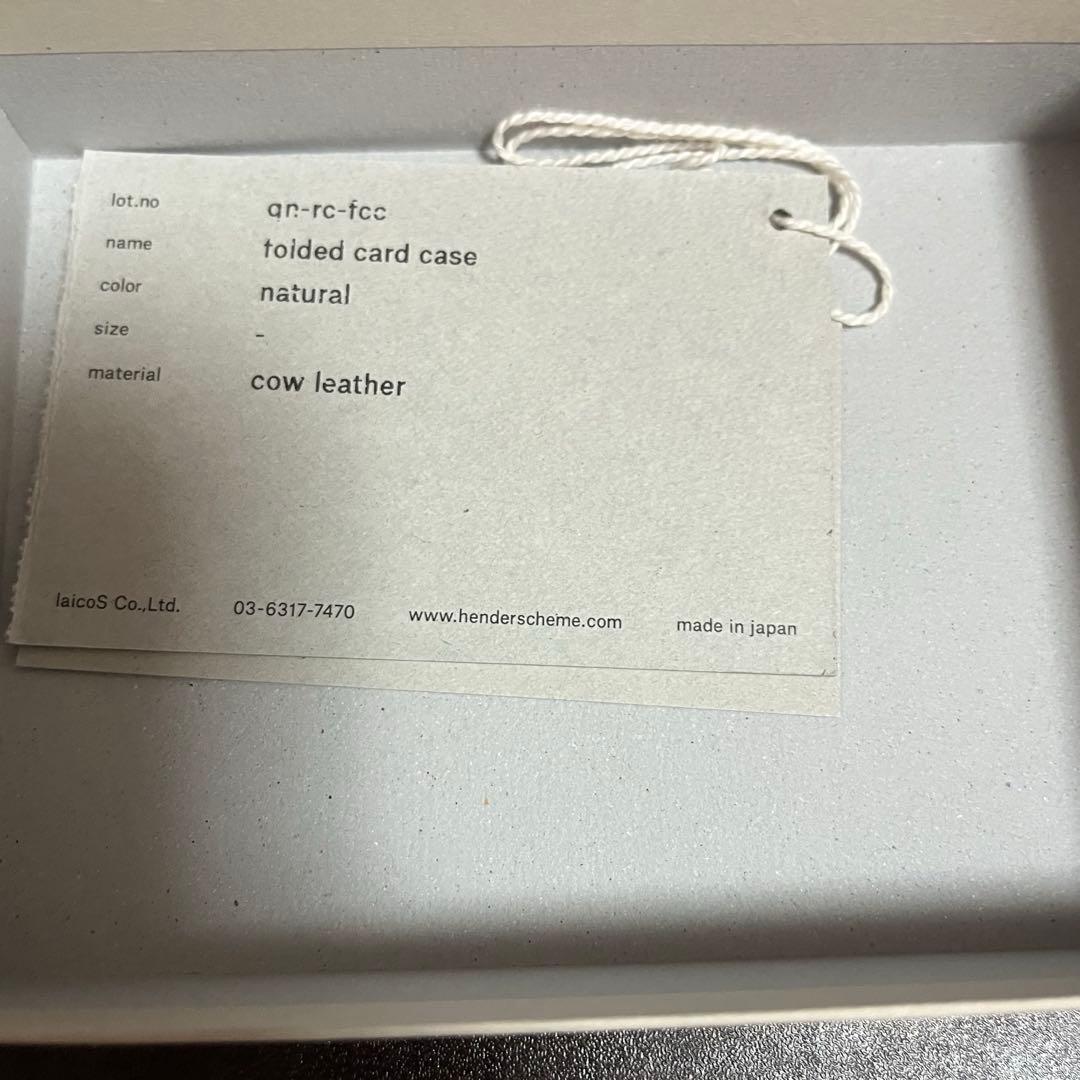 lot.no qn-rc-fcc
name folded card case
color natural
size -
material cow leather
laicoS Co.,Ltd. 03-6317-7470 www.henderscheme.com made in japan